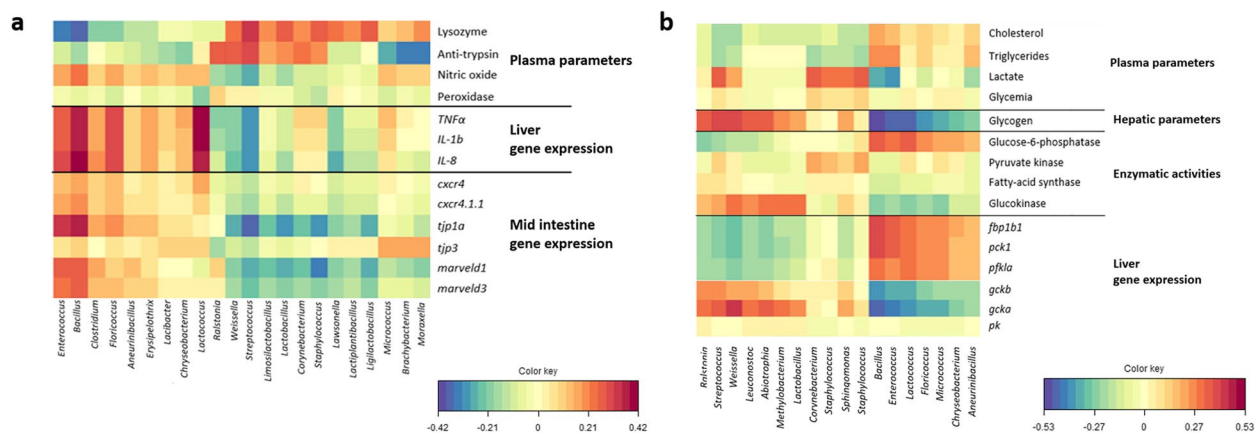 a
Lysozyme
Anti-trypsin
Nitric oxide
Peroxidase
Plasma parameters
TNFα
IL-1b
IL-8
Liver
gene expression
cxcr4
cxcr4.1.1
tjp1a
tjp3
marveld1
marveld3
Mid intestine
gene expression
Enterococcus
Bacillus
Clostridium
Floricoccus
Aneurinibacillus
Erysipelothrix
Lacibacter
Chryseobacterium
Lactococcus
Ralstonia
Weissella
Streptococcus
Limosilactobacillus
Lactobacillus
Corynebacterium
Staphylococcus
Lawsonella
Lactiplantibacillus
Ligilactobacillus
Micrococcus
Brachybacterium
Moraxella
Color key
-0.42
-0.21
0
0.21
0.42
b
Cholesterol
Triglycerides
Lactate
Glycemia
Plasma parameters
Glycogen
Hepatic parameters
Glucose-6-phosphatase
Pyruvate kinase
Fatty-acid synthase
Glucokinase
Enzymatic activities
fbp1b1
pck1
pfkla
gckb
gcka
pk
Liver
gene expression
Streptococcus
Weissella
Leuconostoc
Abiotrophia
Methylobacterium
Lactobacillus
Corynebacterium
Staphylococcus
Sphingomonas
Staphylococcus
Bacillus
Enterococcus
Lactococcus
Floricoccus
Micrococcus
Chryseobacterium
Aneurinibacillus
Color key
-0.53
-0.27
0
0.27
0.53